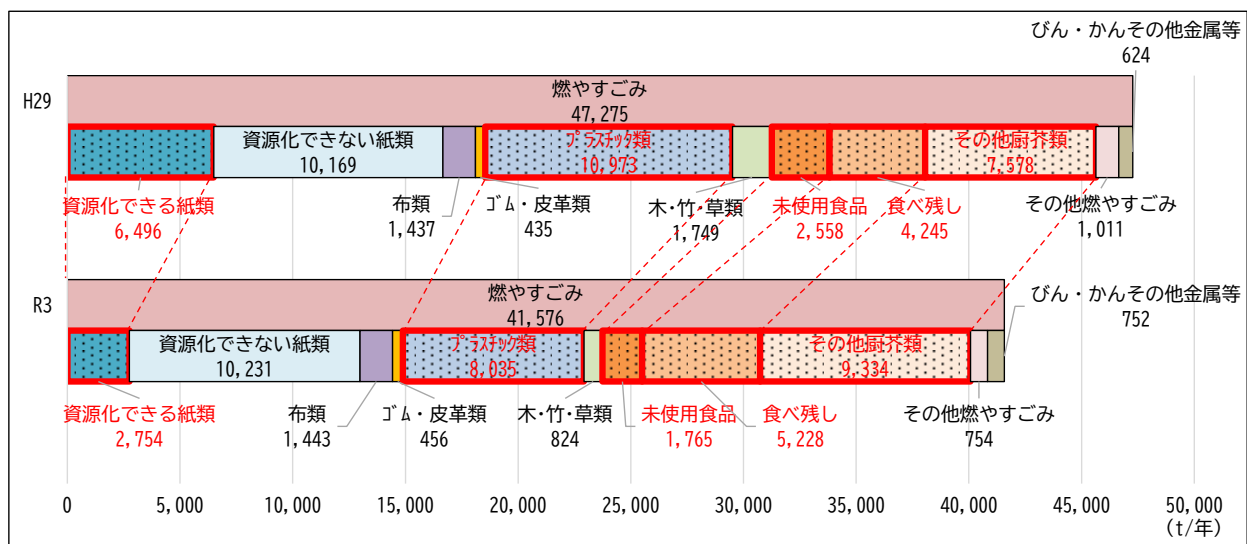 びん・かんその他金属等
624
H29
燃やすごみ
47,275
資源化できない紙類
10,169
プラスチック類
10,973
その他厨芥類
7,578
資源化できる紙類
6,496
布類
1,437
ゴム・皮革類
435
木・竹・草類
1,749
未使用食品
2,558
食べ残し
4,245
その他燃やすごみ
1,011
R3
燃やすごみ
41,576
びん・かんその他金属等
752
資源化できない紙類
10,231
プラスチック類
8,035
その他厨芥類
9,334
資源化できる紙類
2,754
布類
1,443
ゴム・皮革類
456
木・竹・草類
824
未使用食品
1,765
食べ残し
5,228
その他燃やすごみ
754
0
5,000
10,000
15,000
20,000
25,000
30,000
35,000
40,000
45,000
50,000
(t/年)